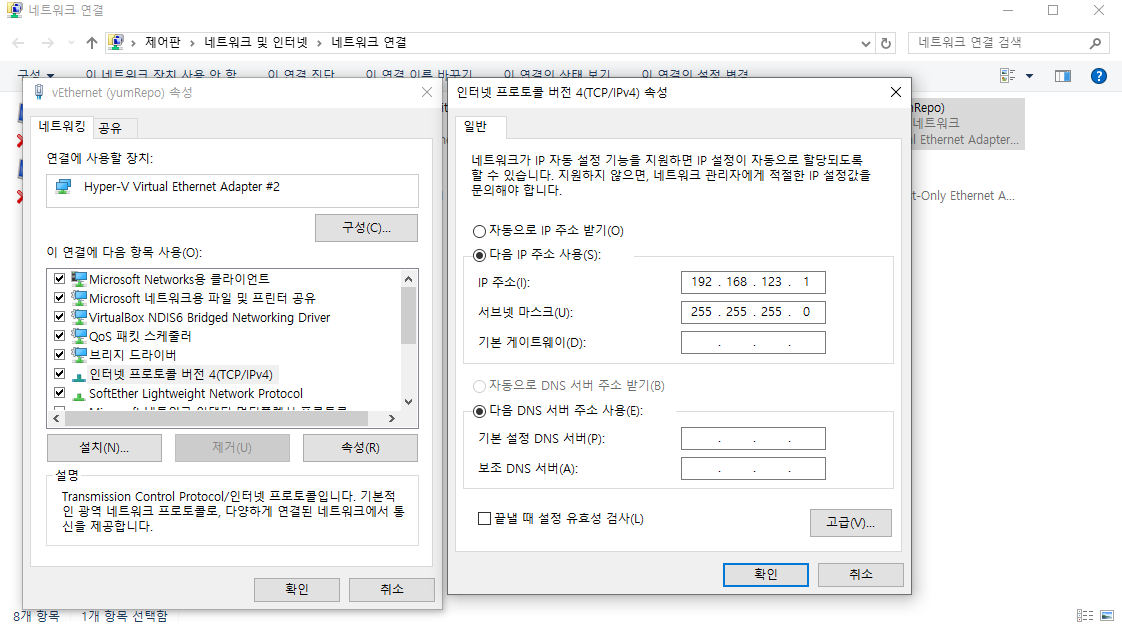 네트워크 연결
제어판 › 네트워크 및 인터넷 › 네트워크 연결
네트워크 연결 검색
구성 이 네트워크 장치 사용 안 함 이 연결 진단 이 연결 이름 바꾸기 이 연결의 상태 보기 이 연결의 설정 변경
vEthernet (yumRepo) 속성
네트워킹 공유
연결에 사용할 장치:
Hyper-V Virtual Ethernet Adapter #2
구성(C)...
이 연결에 다음 항목 사용(O):
Microsoft Networks용 클라이언트
Microsoft 네트워크용 파일 및 프린터 공유
VirtualBox NDIS6 Bridged Networking Driver
QoS 패킷 스케줄러
브리지 드라이버
인터넷 프로토콜 버전 4(TCP/IPv4)
SoftEther Lightweight Network Protocol
설치(N)... 제거(U) 속성(R)
설명
Transmission Control Protocol/인터넷 프로토콜입니다. 기본적
인 광역 네트워크 프로토콜로, 다양하게 연결된 네트워크에서 통
신을 제공합니다.
확인 취소
인터넷 프로토콜 버전 4(TCP/IPv4) 속성
일반
네트워크가 IP 자동 설정 기능을 지원하면 IP 설정이 자동으로 할당되도록
할 수 있습니다. 지원하지 않으면, 네트워크 관리자에게 적절한 IP 설정값을
문의해야 합니다.
자동으로 IP 주소 받기(O)
다음 IP 주소 사용(S):
IP 주소(I): 192 . 168 . 123 . 1
서브넷 마스크(U): 255 . 255 . 255 . 0
기본 게이트웨이(D): . . .
자동으로 DNS 서버 주소 받기(B)
다음 DNS 서버 주소 사용(E):
기본 설정 DNS 서버(P): . . .
보조 DNS 서버(A): . . .
끝낼 때 설정 유효성 검사(L)
고급(V)...
확인 취소
mRepo)
네트워크
l Ethernet Adapter...
t-Only Ethernet A...
8개 항목 1개 항목 선택함